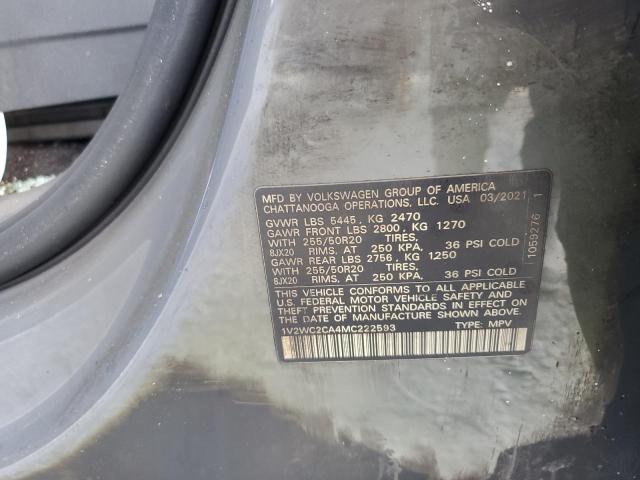 MFD BY VOLKSWAGEN GROUP OF AMERICA
CHATTANOOGA OPERATIONS, LLC. USA 03/2021
GVWR LBS 5445, KG 2470
GAWR FRONT LBS 2800, KG 1270
WITH 255/50R20 TIRES,
8JX20 RIMS, AT 250 KPA, 36 PSI COLD
GAWR REAR LBS 2756, KG 1250
WITH 255/50R20 TIRES,
8JX20 RIMS, AT 250 KPA, 36 PSI COLD
THIS VEHICLE CONFORMS TO ALL APPLICABLE
U.S. FEDERAL MOTOR VEHICLE SAFETY AND
THEFT PREVENTION STANDARDS IN EFFECT ON
THE DATE OF MANUFACTURE SHOWN ABOVE.
1V2WC2CA4MC222593 TYPE: MPV
1059276 1